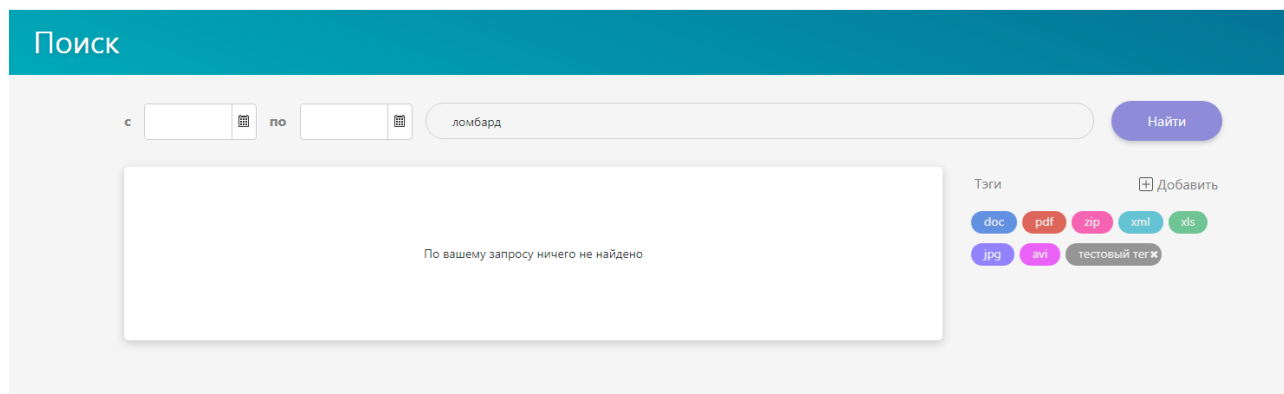 Поиск
с по ломбард Найти
По вашему запросу ничего не найдено
Тэги Добавить
doc pdf zip xml xls
jpg avi тестовый тег